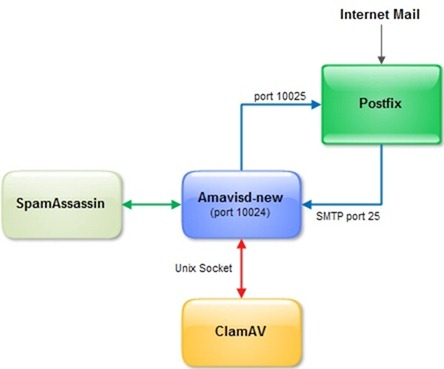 Internet Mail
Postfix
port 10025
SpamAssassin
Amavisd-new
(port 10024)
SMTP port 25
Unix Socket
ClamAV